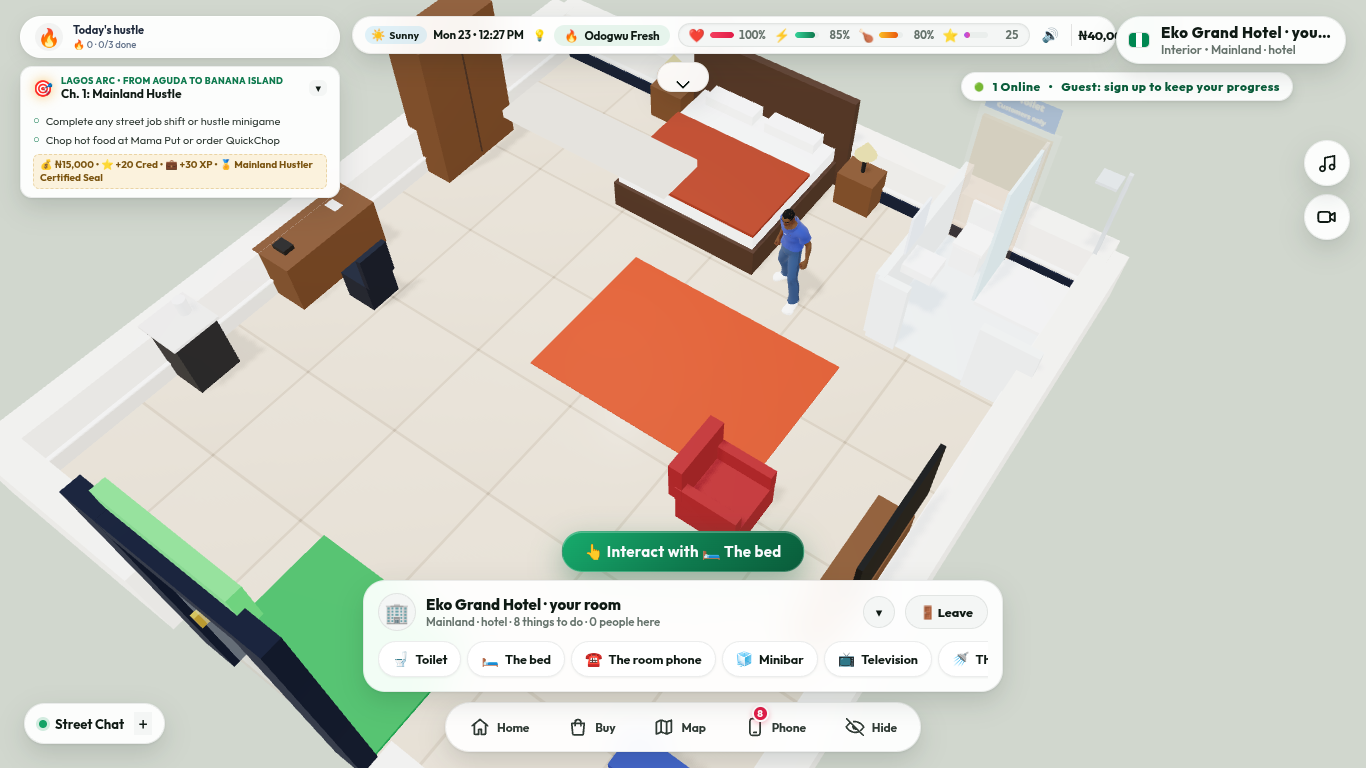 Today's hustle
🔥 0 · 0/3 done
LAGOS ARC • FROM AGUDA TO BANANA ISLAND
Ch. 1: Mainland Hustle
Complete any street job shift or hustle minigame
Chop hot food at Mama Put or order QuickChop
💰 ₦15,000 • ⭐ +20 Cred • 💼 +30 XP • 🏅 Mainland Hustler
Certified Seal
☀️ Sunny Mon 23 • 12:27 PM 💡 🔥 Odogwu Fresh ❤️ 100% ⚡ 85% 🍗 80% ⭐ 25 🔊 ₦40,0
Eko Grand Hotel · you...
Interior • Mainland · hotel
1 Online • Guest: sign up to keep your progress
Customers only
👆 Interact with 🛏️ The bed
Eko Grand Hotel · your room
Mainland · hotel · 8 things to do · 0 people here
▾ 🚪 Leave
🚽 Toilet 🛏️ The bed ☎️ The room phone 🧊 Minibar 📺 Television 🚿 Th
Street Chat +
Home Buy Map 8 Phone Hide